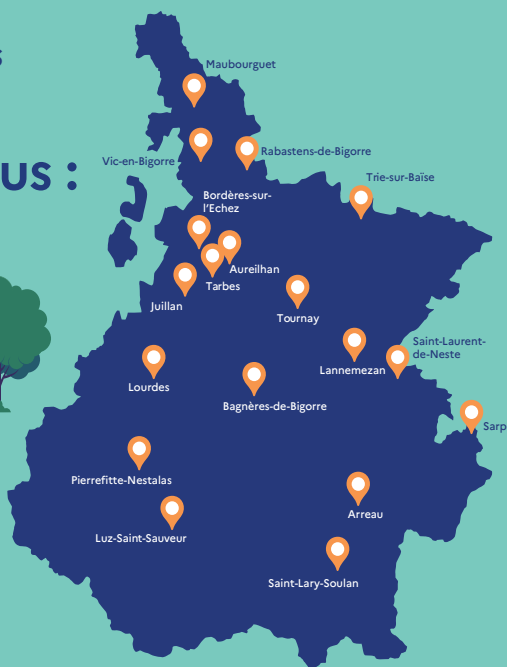 s
Maubourguet
Rabastens-de-Bigorre
Vic-en-Bigorre
us :
Trie-sur-Baïse
Bordères-sur-
l'Echez
Aureilhan
Tarbes
Juillan
Tournay
Saint-Laurent-
de-Neste
Lannemezan
Lourdes
Bagnères-de-Bigorre
Sarp
Pierrefitte-Nestalas
Arreau
Luz-Saint-Sauveur
Saint-Lary-Soulan